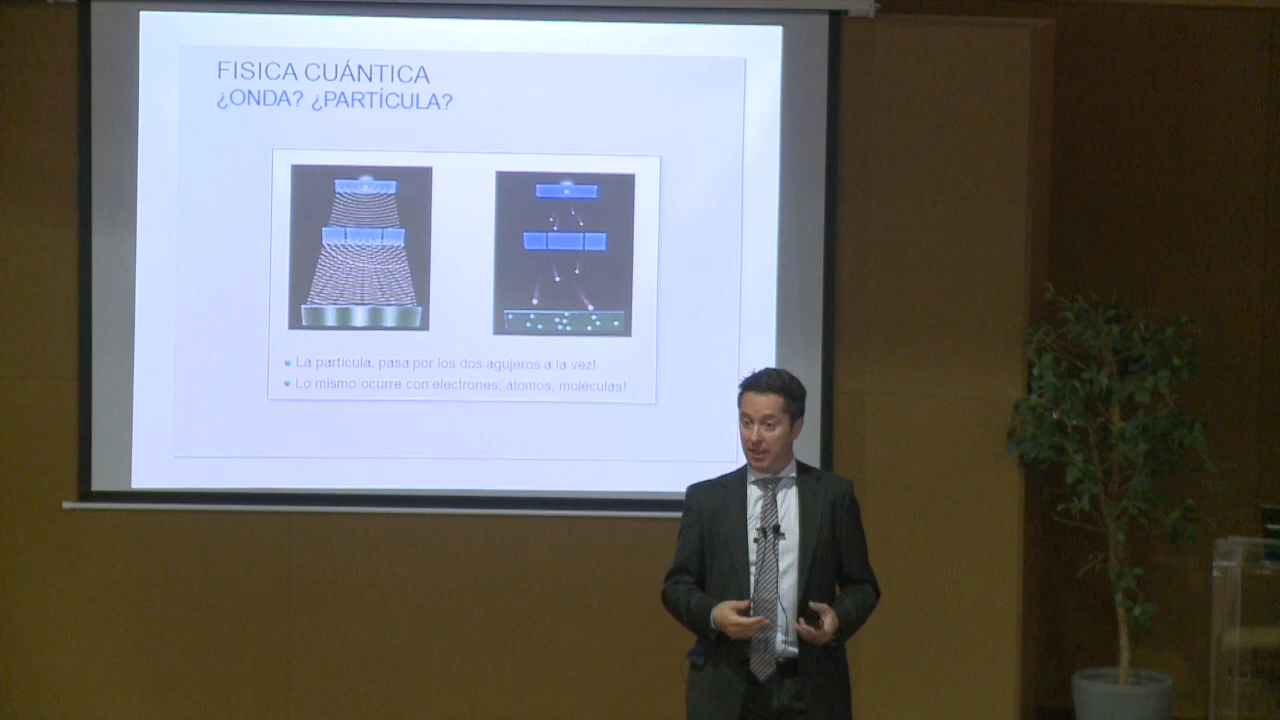 FISICA CUÁNTICA
¿ONDA? ¿PARTÍCULA?
La partícula, pasa por los dos agujeros a la vez!
Lo mismo ocurre con electrones, átomos, moléculas!